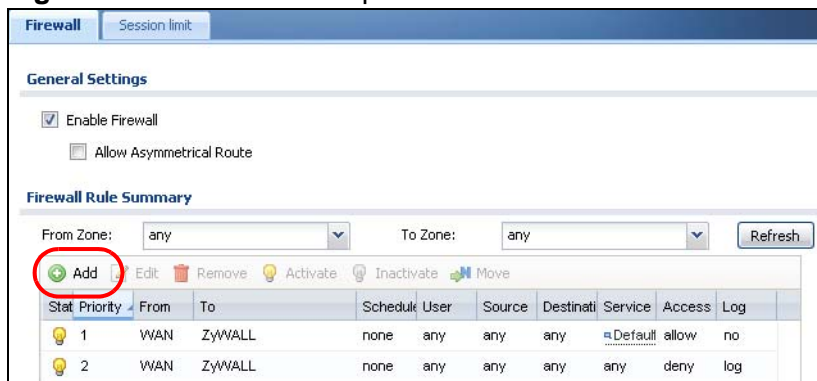 Firewall Session limit
General Settings
Enable Firewall
Allow Asymmetrical Route
Firewall Rule Summary
From Zone: any To Zone: any Refresh
Add Edit Remove Activate Inactivate Move
Stat Priority From To Schedule User Source Destinati Service Access Log
1 WAN ZyWALL none any any any Default allow no
2 WAN ZyWALL none any any any any deny log